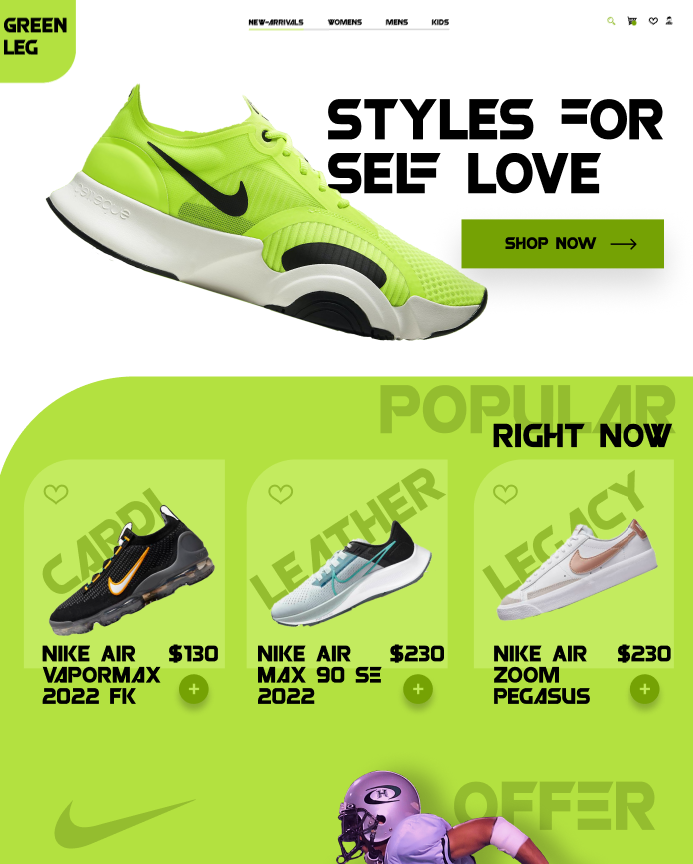 GREEN
LEG
NEW-ARRIVALS WOMENS MENS KIDS
STYLES FOR
SELF LOVE
SHOP NOW
POPULAR
RIGHT NOW
CARDI
LEATHER
LEGACY
NIKE AIR
VAPORMAX
2022 FK
$130
+
NIKE AIR
MAX 90 SE
2022
$230
+
NIKE AIR
ZOOM
PEGASUS
$230
+
OFFER